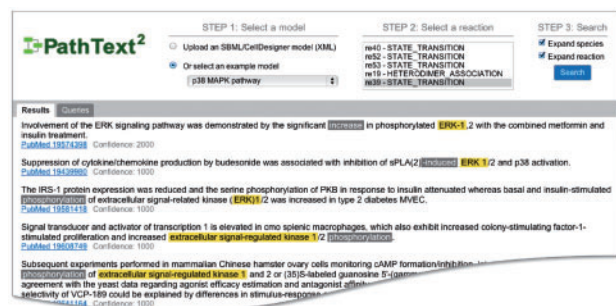 PathText2
STEP 1: Select a model
Upload an SBML/CellDesigner model (XML)
Or select an example model
p38 MAPK pathway
STEP 2: Select a reaction
re40 - STATE_TRANSITION
re52 - STATE_TRANSITION
re53 - STATE_TRANSITION
re19 - HETERODIMER_ASSOCIATION
re39 - STATE_TRANSITION
STEP 3: Search
Expand species
Expand reaction
Search
Results Queries
Involvement of the ERK signaling pathway was demonstrated by the significant increase in phosphorylated ERK-1 ,2 with the combined metformin and
insulin treatment.
PubMed 19574398 Confidence: 2000
Suppression of cytokine/chemokine production by budesonide was associated with inhibition of sPLA(2) -induced ERK 1/2 and p38 activation.
PubMed 19439980 Confidence: 1000
The IRS-1 protein expression was reduced and the serine phosphorylation of PKB in response to insulin attenuated whereas basal and insulin-stimulated
phosphorylation of extracellular signal-related kinase (ERK)1/2 was increased in type 2 diabetes MVEC.
PubMed 19581418 Confidence: 1000
Signal transducer and activator of transcription 1 is elevated in cmo splenic macrophages, which also exhibit increased colony-stimulating factor-1-
stimulated proliferation and increased extracellular signal-regulated kinase 1/2 phosphorylation.
PubMed 19608749 Confidence: 1000
Subsequent experiments performed in mammalian Chinese hamster ovary cells monitoring cAMP formation/inhibition,
phosphorylation of extracellular signal-regulated kinase 1 and 2 or (35)S-labeled guanosine
agreement with the yeast data regarding agonist efficacy estimation and antagonist
selectivity of VCP-189 could be explained by differences in stimulus-response
Confidence: 1000